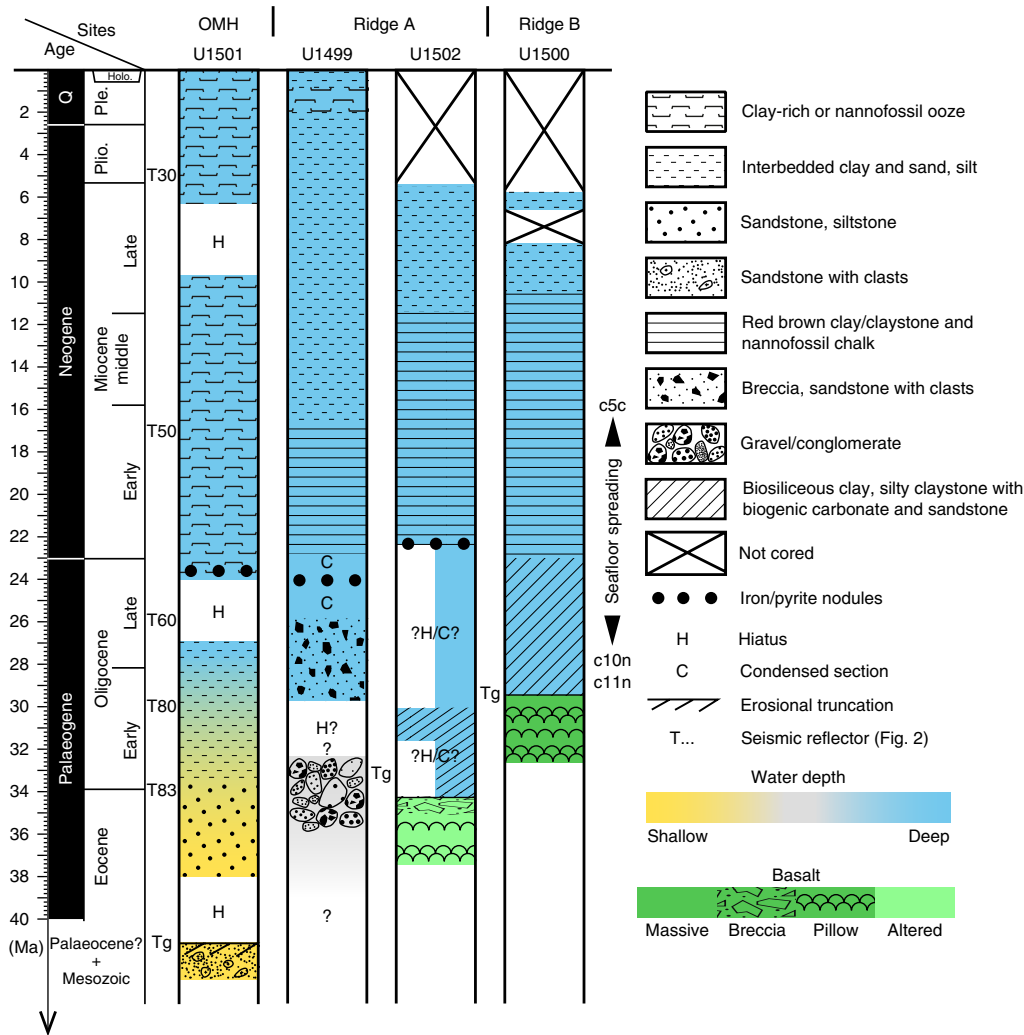 Sites
Age
OMH
Ridge A
Ridge B
U1501
U1499
U1502
U1500
Holo.
Q
Ple.
2
Plio.
4
T30
6
Late
8
H
10
Neogene
12
Miocene
middle
14
16
c5c
T50
18
Early
20
Seafloor spreading
22
24
C
Late
H
C
T60
26
?H/C?
c10n
c11n
28
Oligocene
Palaeogene
Tg
30
T80
H?
?
32
Early
?H/C?
Tg
34
T83
36
Eocene
38
H
?
40
(Ma)
Palaeocene?
+
Mesozoic
Tg
Clay-rich or nannofossil ooze
Interbedded clay and sand, silt
Sandstone, siltstone
Sandstone with clasts
Red brown clay/claystone and
nannofossil chalk
Breccia, sandstone with clasts
Gravel/conglomerate
Biosiliceous clay, silty claystone with
biogenic carbonate and sandstone
Not cored
Iron/pyrite nodules
H Hiatus
C Condensed section
Erosional truncation
T... Seismic reflector (Fig. 2)
Water depth
Shallow
Deep
Basalt
Massive
Breccia
Pillow
Altered